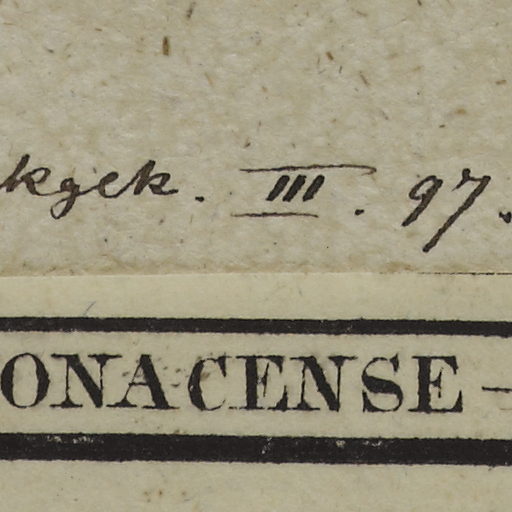 kgek. III. 97.
ONACENSE –